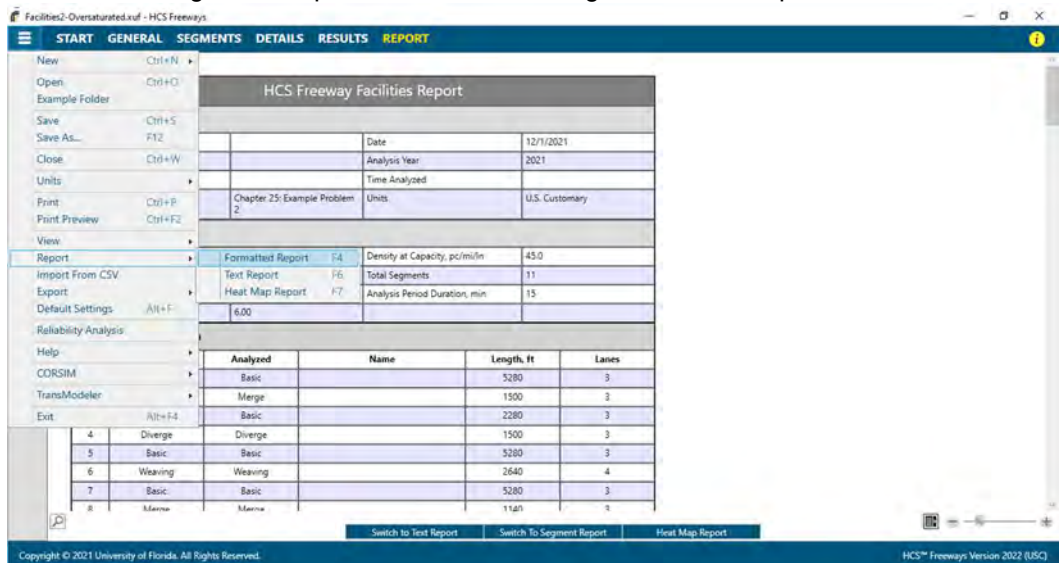 Facilities2-Oversaturated.xuf - HCS Freeways
START GENERAL SEGMENTS DETAILS RESULTS REPORT
New Ctrl+N
Open Ctrl+O
Example Folder
Save Ctrl+S
Save As... F12
Close Ctrl+W
Units
Print Ctrl+P
Print Preview Ctrl+F2
View
Report
Import From CSV
Export
Default Settings Alt+F
Reliability Analysis
Help
CORSIM
TransModeler
Exit Alt+F4
Formatted Report F4
Text Report F6
Heat Map Report F7
HCS Freeway Facilities Report
Date 12/1/2021
Analysis Year 2021
Time Analyzed
Chapter 25: Example Problem Units U.S. Customary
2
Density at Capacity, pc/mi/ln 45.0
Total Segments 11
Analysis Period Duration, min 15
6.00
Analyzed Name Length, ft Lanes
Basic 5280 3
Merge 1500 3
Basic 2280 3
4 Diverge Diverge 1500 3
5 Basic Basic 5280 3
6 Weaving Weaving 2640 4
7 Basic Basic 5280 3
8 Merge Merge 1140 3
Switch to Text Report Switch To Segment Report Heat Map Report
Copyright © 2021 University of Florida. All Rights Reserved. HCS™ Freeways Version 2022 (USC)